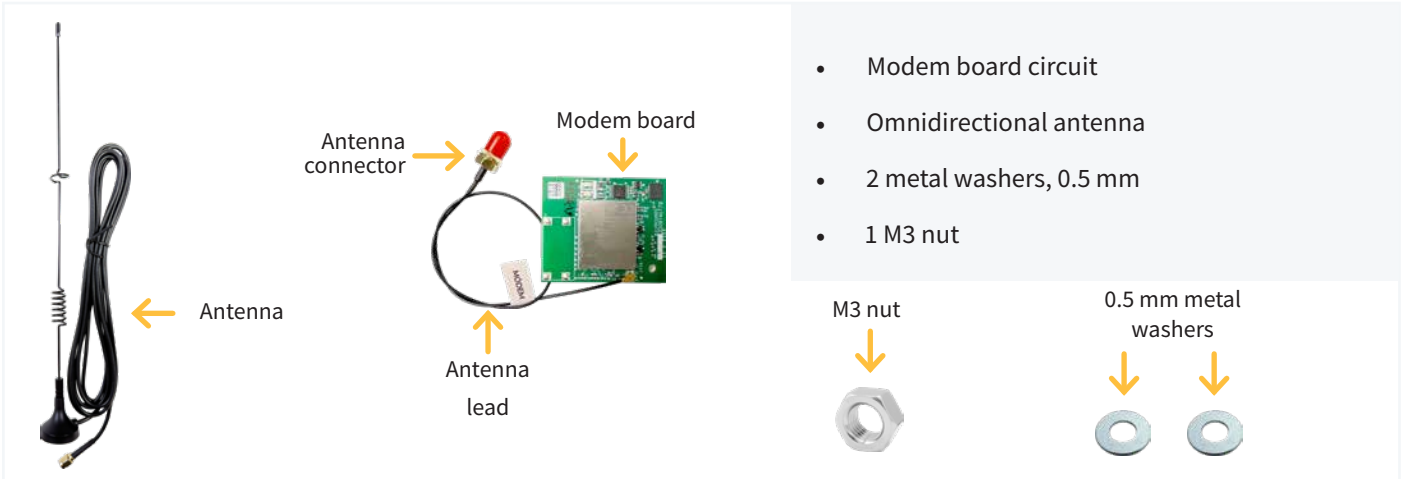 Antenna
connector
Modem board
Antenna
MODEM
Antenna
lead
• Modem board circuit
• Omnidirectional antenna
• 2 metal washers, 0.5 mm
• 1 M3 nut
M3 nut
0.5 mm metal
washers